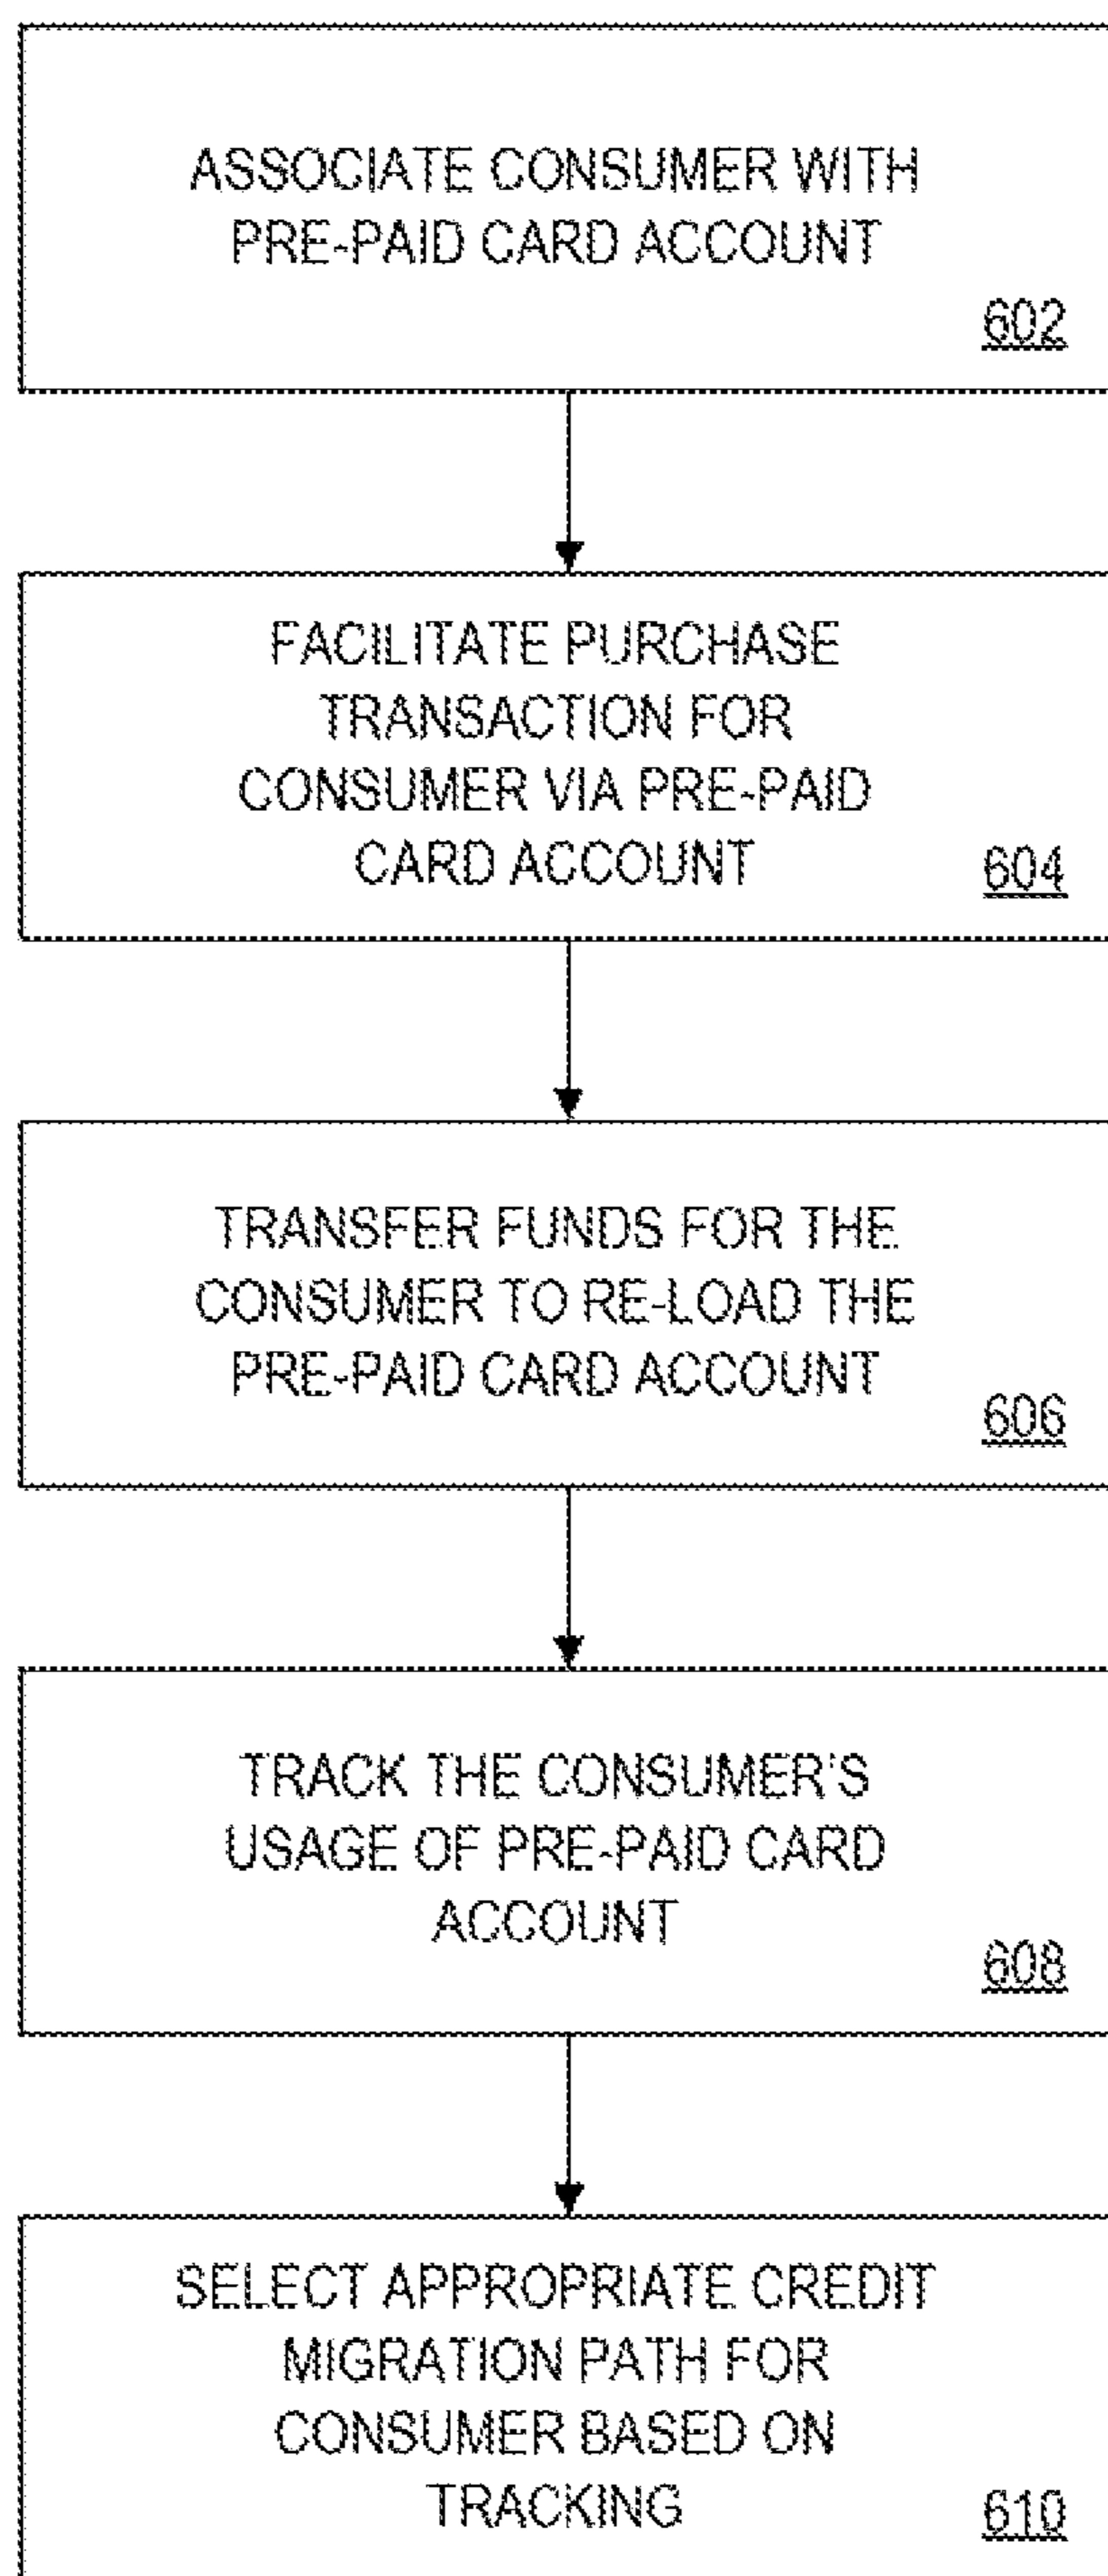 ASSOCIATE CONSUMER WITH
PRE-PAID CARD ACCOUNT
602
FACILITATE PURCHASE
TRANSACTION FOR
CONSUMER VIA PRE-PAID
CARD ACCOUNT
604
TRANSFER FUNDS FOR THE
CONSUMER TO RE-LOAD THE
PRE-PAID CARD ACCOUNT
606
TRACK THE CONSUMER'S
USAGE OF PRE-PAID CARD
ACCOUNT
608
SELECT APPROPRIATE CREDIT
MIGRATION PATH FOR
CONSUMER BASED ON
TRACKING
610